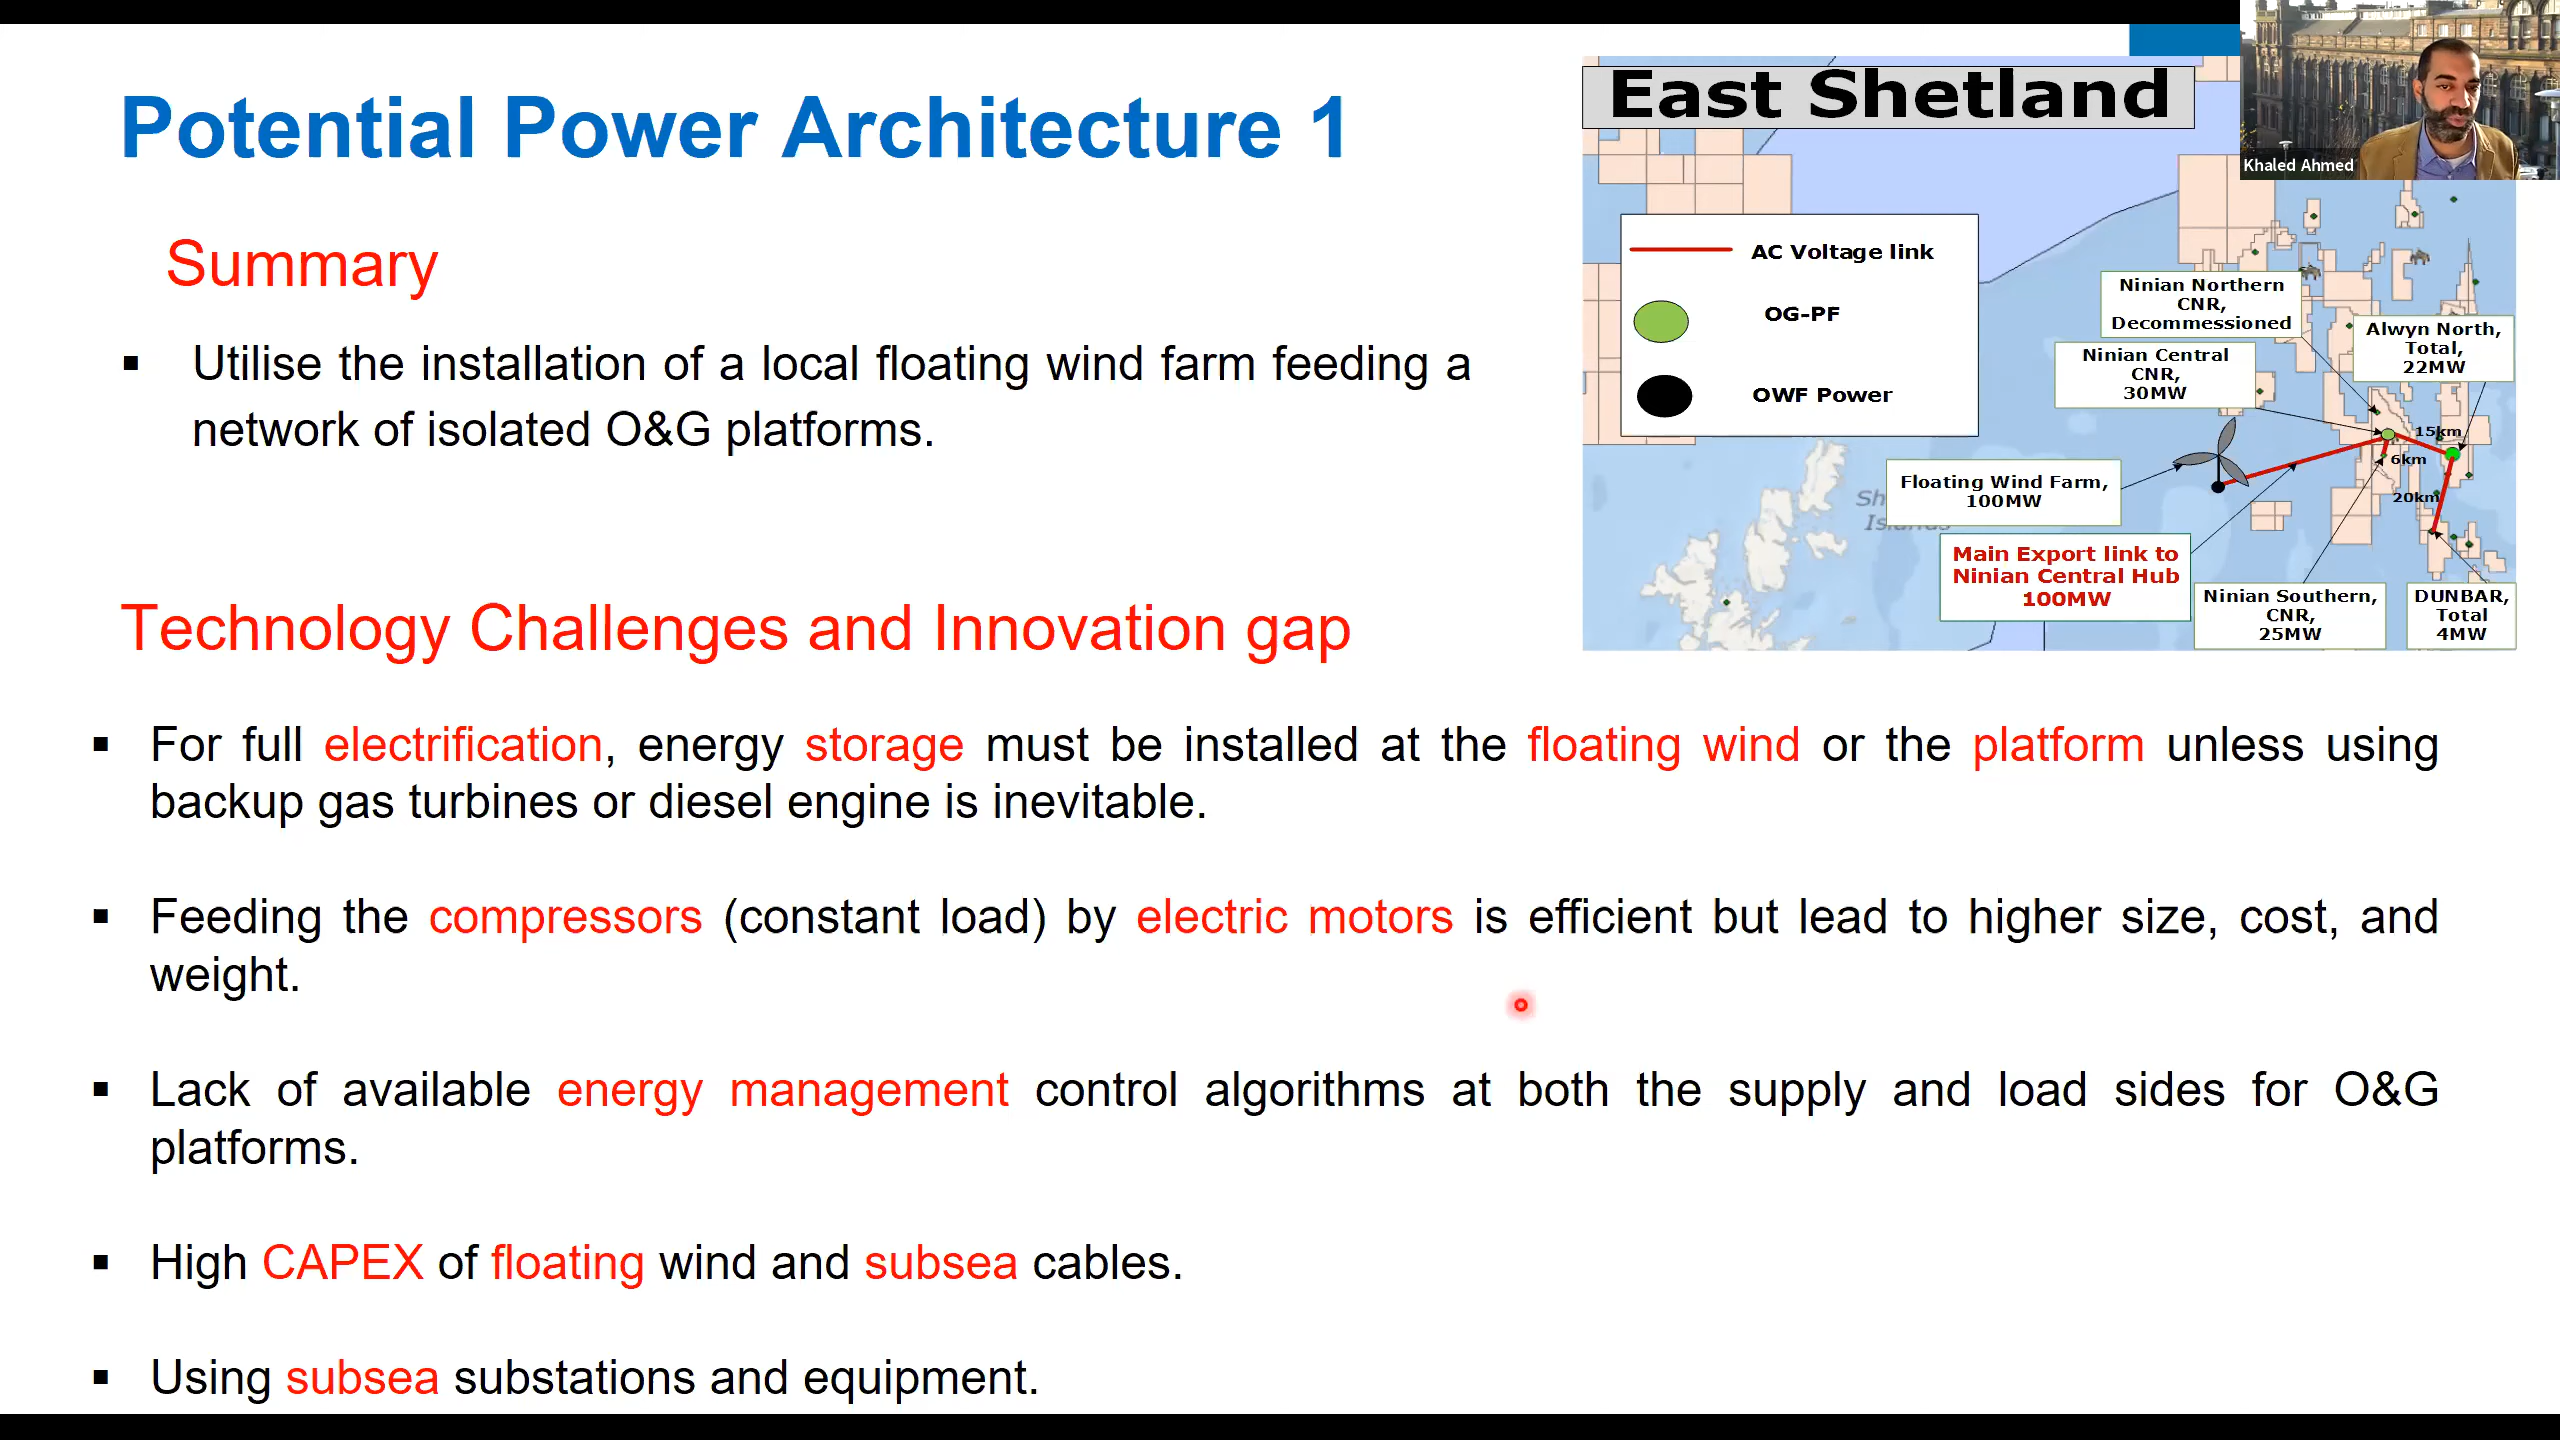 Potential Power Architecture 1
Summary
▪ Utilise the installation of a local floating wind farm feeding a
network of isolated O&G platforms.
East Shetland
Khaled Ahmed
AC Voltage link
OG-PF
OWF Power
Ninian Northern
CNR,
Decommessioned
Ninian Central
CNR,
30MW
Alwyn North,
Total,
22MW
15km
6km
20km
Floating Wind Farm,
100MW
Main Export link to
Ninian Central Hub
100MW
Ninian Southern,
CNR,
25MW
DUNBAR,
Total
4MW
Technology Challenges and Innovation gap
▪ For full electrification, energy storage must be installed at the floating wind or the platform unless using
backup gas turbines or diesel engine is inevitable.
▪ Feeding the compressors (constant load) by electric motors is efficient but lead to higher size, cost, and
weight.
▪ Lack of available energy management control algorithms at both the supply and load sides for O&G
platforms.
▪ High CAPEX of floating wind and subsea cables.
▪ Using subsea substations and equipment.